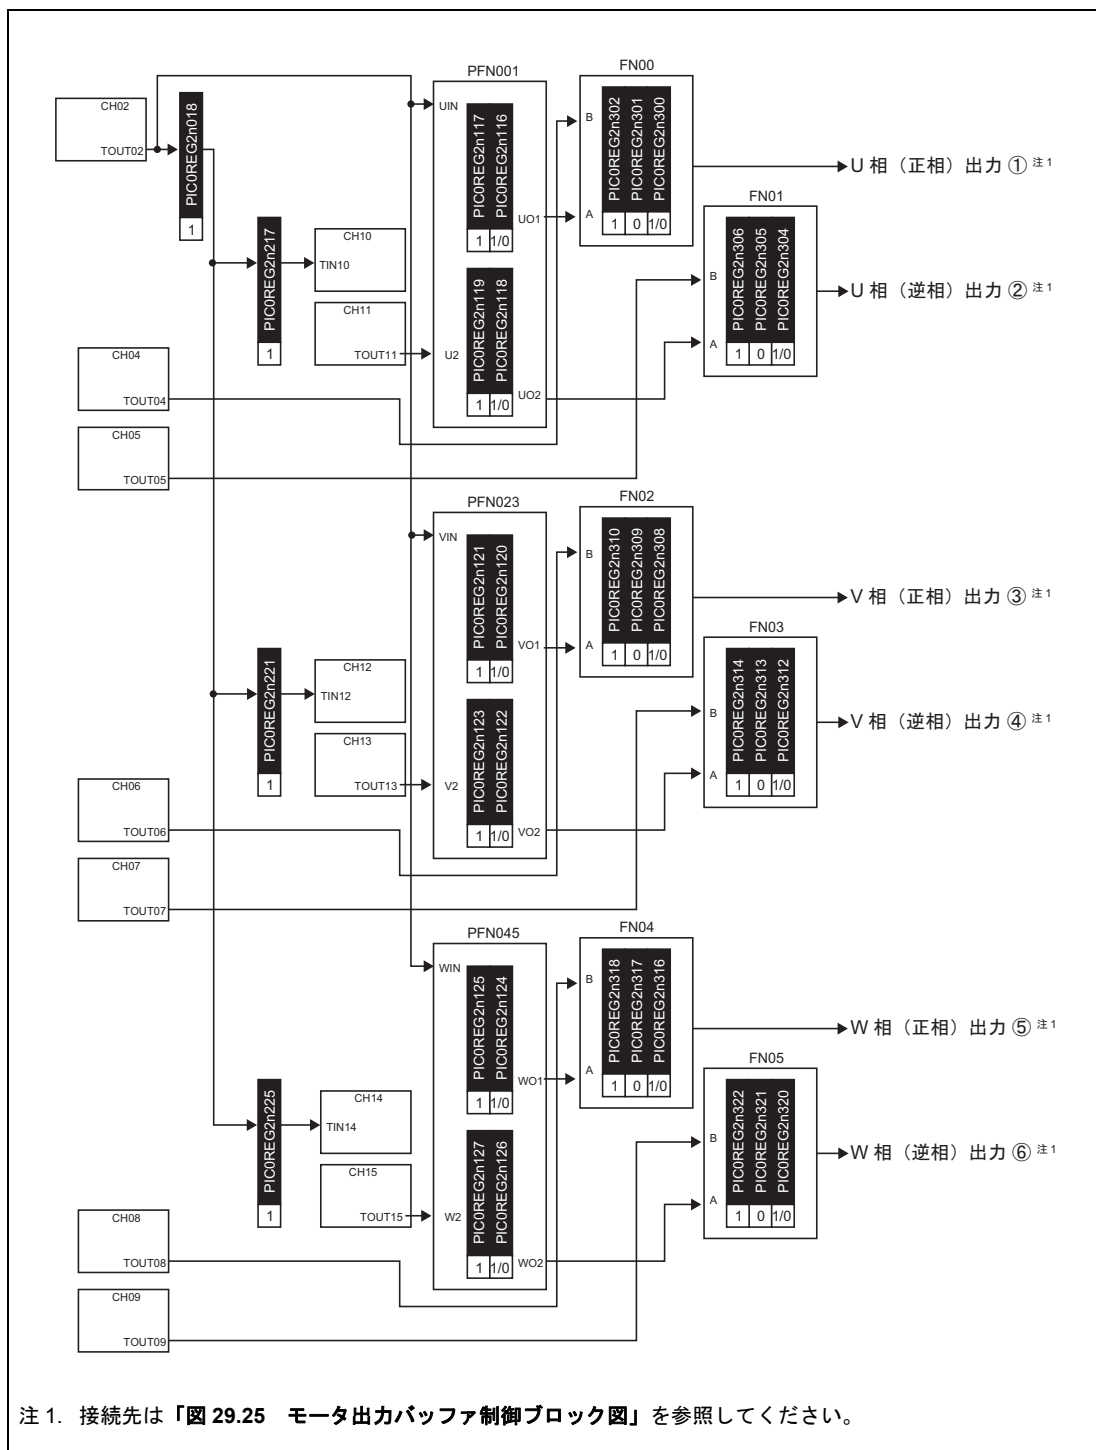 CH02
TOUT02
PIC0REG2n018
1
PFN001
UIN
PIC0REG2n117
PIC0REG2n116
1 1/0
UO1
PIC0REG2n119
PIC0REG2n118
1 1/0
U2
UO2
FN00
B
A
PIC0REG2n302
PIC0REG2n301
PIC0REG2n300
1 0 1/0
U 相（正相）出力 ① 注 1
FN01
B
A
PIC0REG2n306
PIC0REG2n305
PIC0REG2n304
1 0 1/0
U 相（逆相）出力 ② 注 1
PIC0REG2n217
1
CH10
TIN10
CH11
TOUT11
CH04
TOUT04
CH05
TOUT05
PFN023
VIN
PIC0REG2n121
PIC0REG2n120
1 1/0
VO1
PIC0REG2n123
PIC0REG2n122
1 1/0
V2
VO2
FN02
B
A
PIC0REG2n310
PIC0REG2n309
PIC0REG2n308
1 0 1/0
V 相（正相）出力 ③ 注 1
FN03
B
A
PIC0REG2n314
PIC0REG2n313
PIC0REG2n312
1 0 1/0
V 相（逆相）出力 ④ 注 1
PIC0REG2n221
1
CH12
TIN12
CH13
TOUT13
CH06
TOUT06
CH07
TOUT07
PFN045
WIN
PIC0REG2n125
PIC0REG2n124
1 1/0
WO1
PIC0REG2n127
PIC0REG2n126
1 1/0
W2
WO2
FN04
B
A
PIC0REG2n318
PIC0REG2n317
PIC0REG2n316
1 0 1/0
W 相（正相）出力 ⑤ 注 1
FN05
B
A
PIC0REG2n322
PIC0REG2n321
PIC0REG2n320
1 0 1/0
W 相（逆相）出力 ⑥ 注 1
PIC0REG2n225
1
CH14
TIN14
CH15
TOUT15
CH08
TOUT08
CH09
TOUT09
注 1. 接続先は「図 29.25 モータ出力バッファ制御ブロック図」を参照してください。